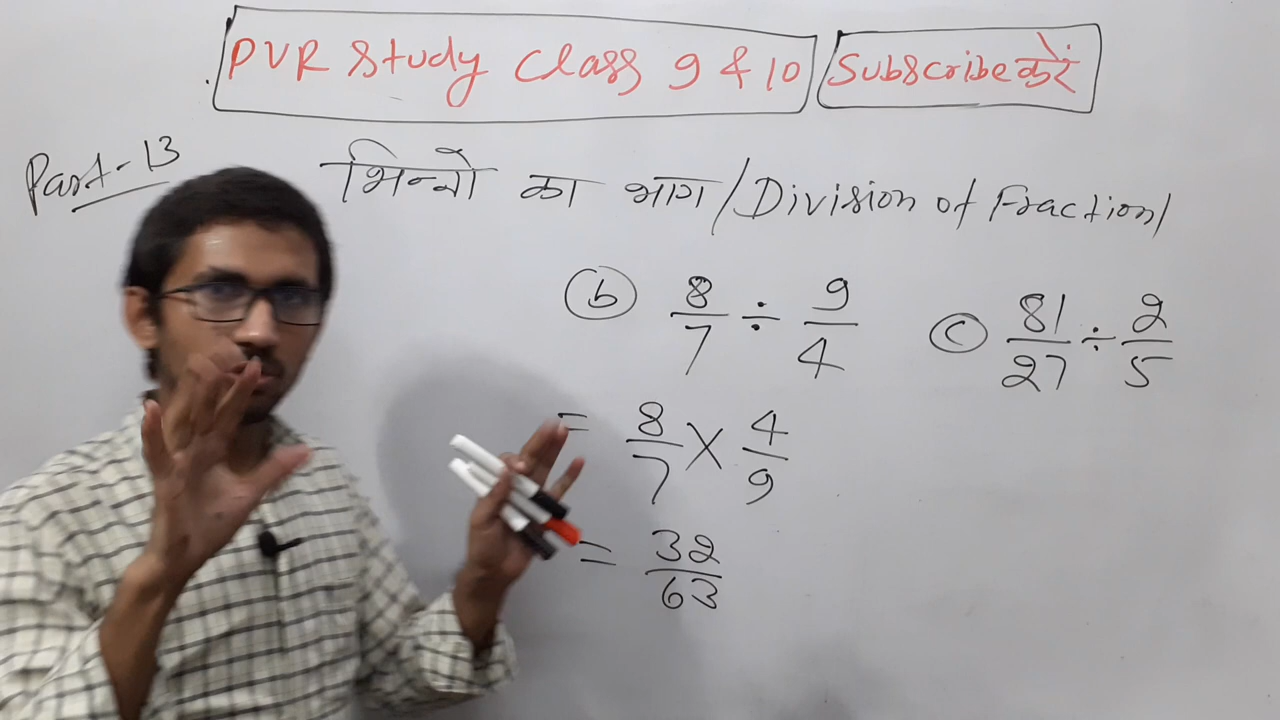 PVR Study Class 9 & 10 Subscribe करें
Part-13
भिन्नों का भाग/Division of Fraction/
(b) 8/7 ÷ 9/4
(c) 81/27 ÷ 2/5
= 8/7 × 4/9
= 32/63